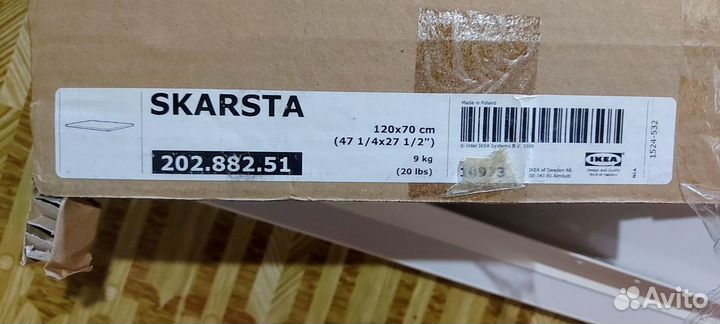 SKARSTA
120x70 cm
(47 1/4x27 1/2")
202.882.51
9 kg
(20 lbs)
Made in Poland
© Inter IKEA Systems B.V. 1999
10923
IKEA of Sweden AB
SE-343 81 Älmhult
IKEA
Design and Quality
IKEA of Sweden
1524-532
NLA
Avito